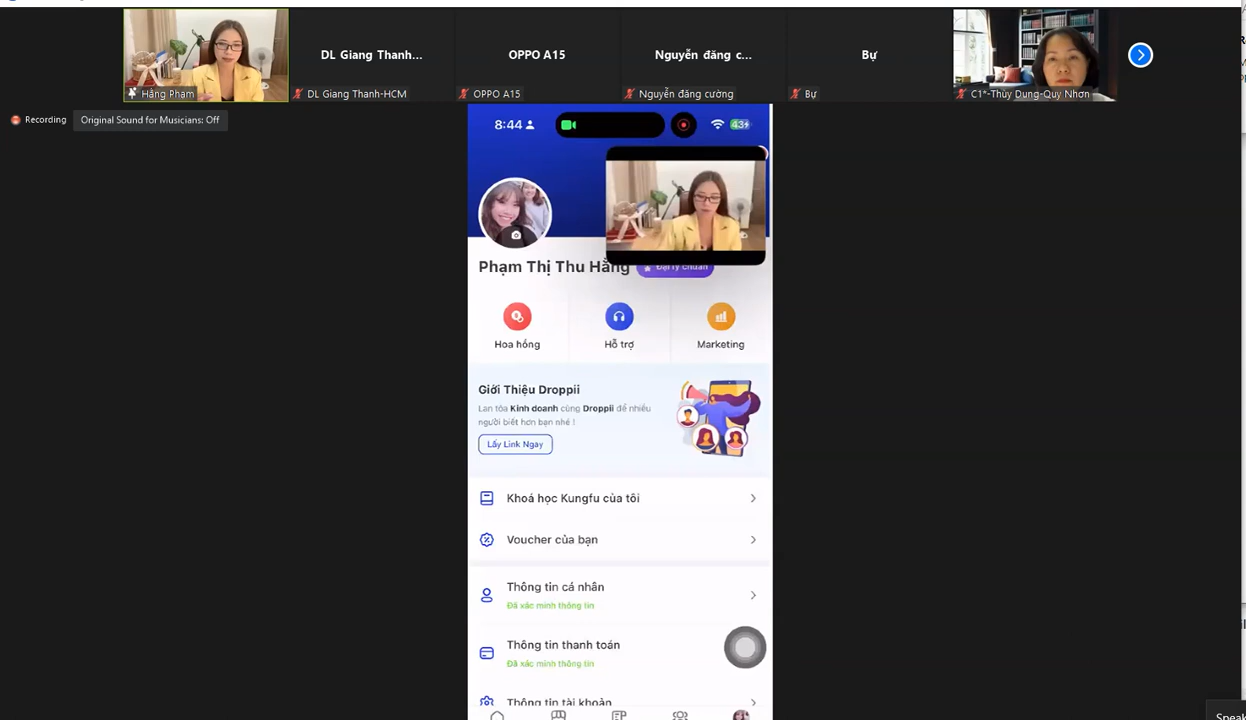 DL Giang Thanh...
OPPO A15
Nguyễn đăng c...
Bự
Hằng Phạm
DL Giang Thanh-HCM
OPPO A15
Nguyễn đăng cường
Bự
C1*-Thùy Dung-Quy Nhơn
Recording
Original Sound for Musicians: Off
8:44
43
Phạm Thị Thu Hằng
Đại lý chuẩn
Hoa hồng
Hỗ trợ
Marketing
Giới Thiệu Droppii
Lan tỏa Kinh doanh cùng Droppii để nhiều
người biết hơn bạn nhé !
Lấy Link Ngay
Khoá học Kungfu của tôi
Voucher của bạn
Thông tin cá nhân
Đã xác minh thông tin
Thông tin thanh toán
Đã xác minh thông tin
Thông tin tài khoản